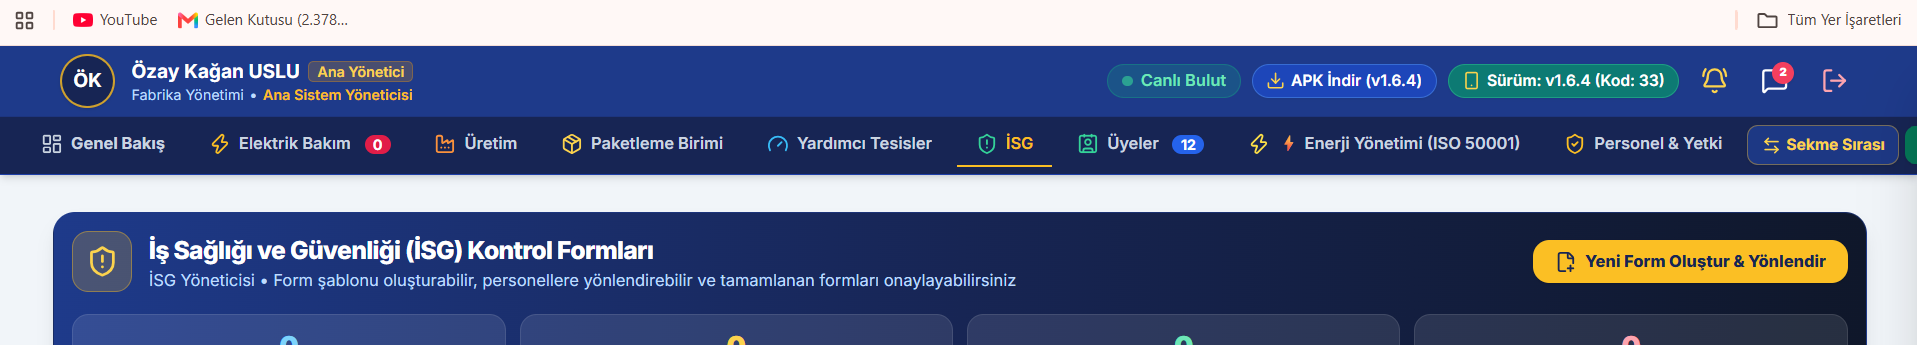 YouTube
Gelen Kutusu (2.378...
Tüm Yer İşaretleri
ÖK
Özay Kağan USLU
Ana Yönetici
Fabrika Yönetimi • Ana Sistem Yöneticisi
Canlı Bulut
APK İndir (v1.6.4)
Sürüm: v1.6.4 (Kod: 33)
2
Genel Bakış
Elektrik Bakım 0
Üretim
Paketleme Birimi
Yardımcı Tesisler
İSG
Üyeler 12
Enerji Yönetimi (ISO 50001)
Personel & Yetki
Sekme Sırası
İş Sağlığı ve Güvenliği (İSG) Kontrol Formları
İSG Yöneticisi • Form şablonu oluşturabilir, personellere yönlendirebilir ve tamamlanan formları onaylayabilirsiniz
Yeni Form Oluştur & Yönlendir